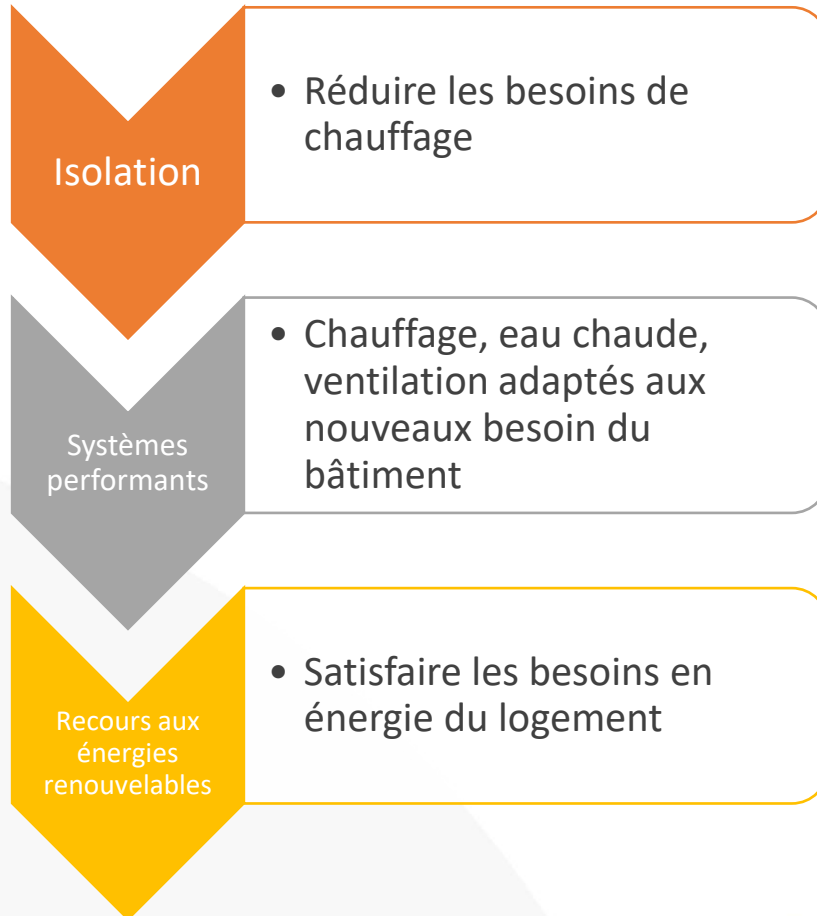 Isolation
• Réduire les besoins de
chauffage
Systèmes
performants
• Chauffage, eau chaude,
ventilation adaptés aux
nouveaux besoin du
bâtiment
Recours aux
énergies
renouvelables
• Satisfaire les besoins en
énergie du logement